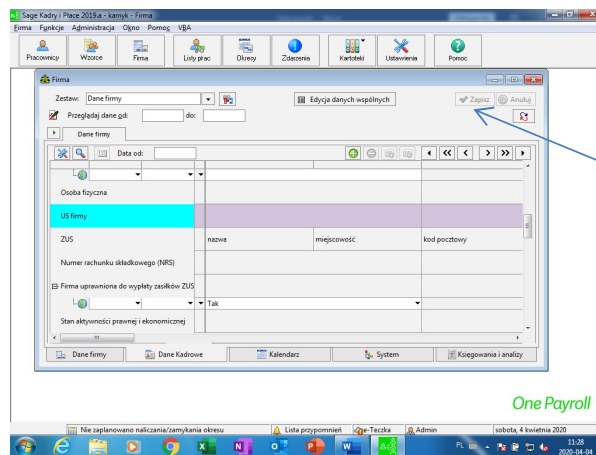 Sage Kadry i Płace 2019.a - kamyk - Firma
Firma Funkcje Administracja Okno Pomoc VBA
Pracownicy Wzorce Firma Listy płac Okresy Zdarzenia Kartoteki Ustawienia Pomoc
Firma
Zestaw: Dane firmy Edycja danych wspólnych Zapisz Anuluj
Przeglądaj dane od: do:
Dane firmy
Data od:
Osoba fizyczna
US firmy
ZUS nazwa miejscowość kod pocztowy
Numer rachunku składkowego (NRS)
Firma uprawniona do wypłaty zasiłków ZUS
Tak
Stan aktywności prawnej i ekonomicznej
Dane firmy Dane Kadrowe Kalendarz System Księgowania i analizy
One Payroll
Nie zaplanowano naliczania/zamykania okresu Lista przypomnień e-Teczka Admin sobota, 4 kwietnia 2020
PL 11:28
2020-04-04